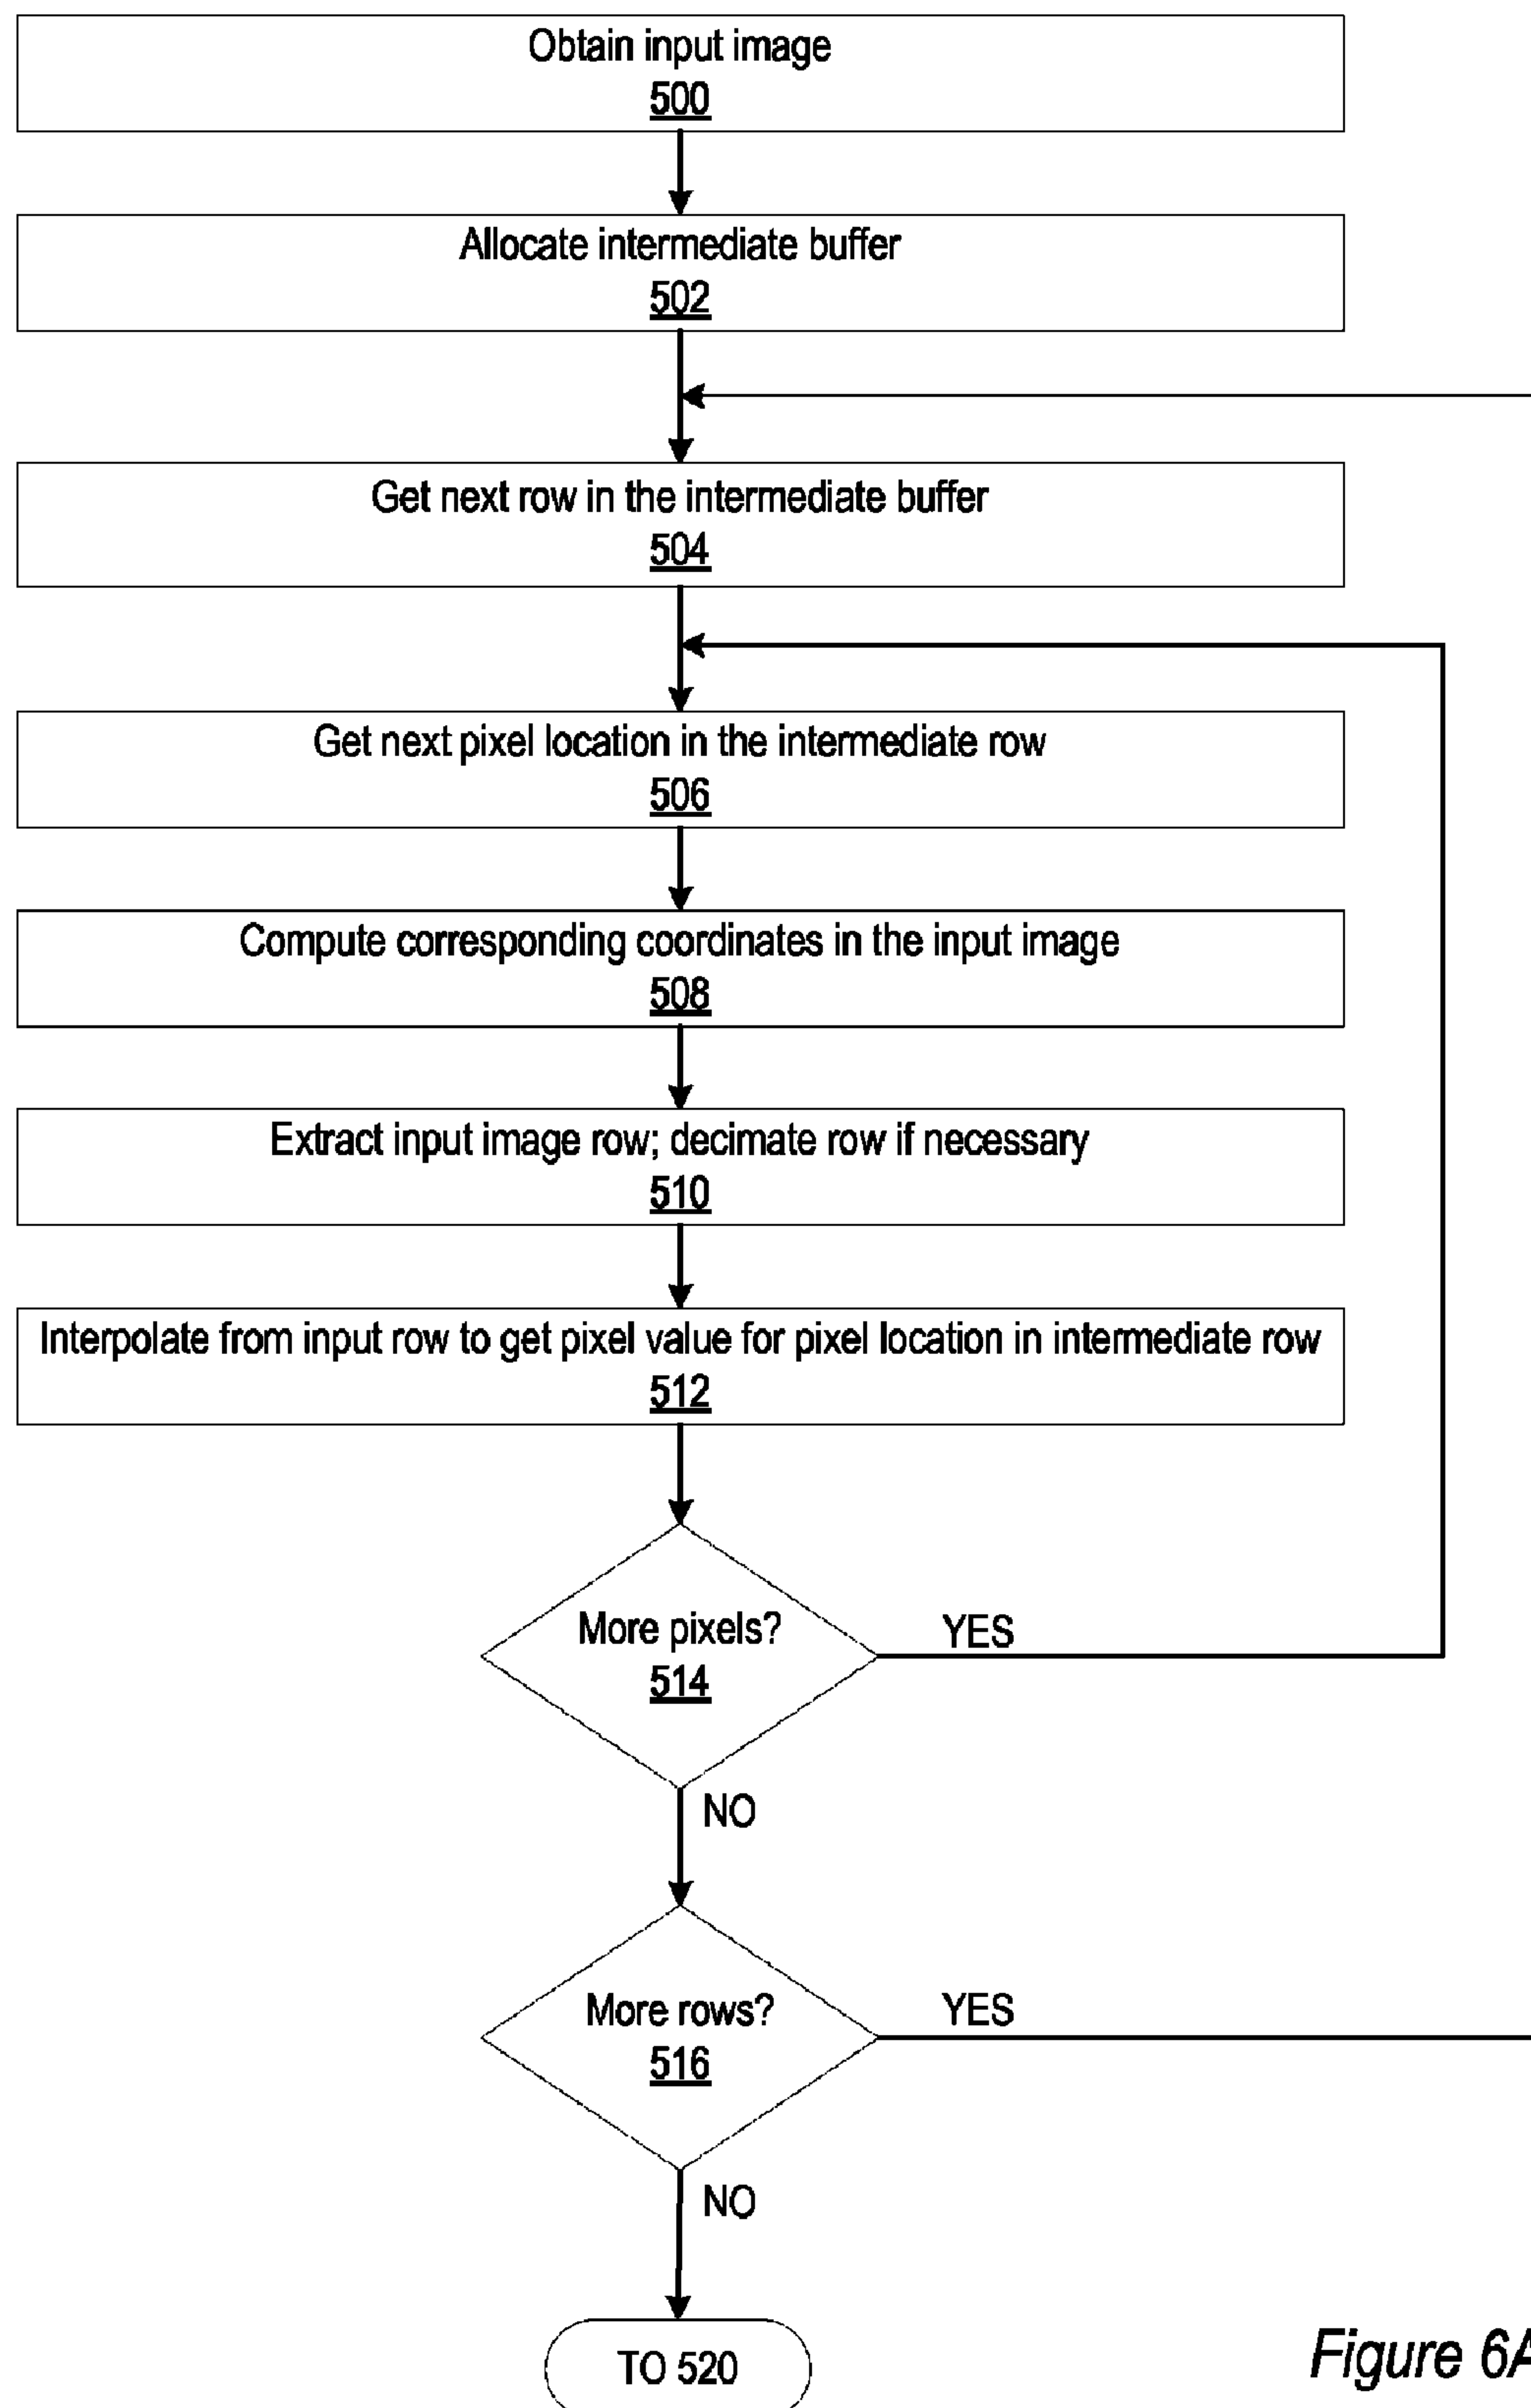 Obtain input image
500
Allocate intermediate buffer
502
Get next row in the intermediate buffer
504
Get next pixel location in the intermediate row
506
Compute corresponding coordinates in the input image
508
Extract input image row; decimate row if necessary
510
Interpolate from input row to get pixel value for pixel location in intermediate row
512
More pixels?
514
YES
NO
More rows?
516
YES
NO
TO 520
Figure 6A